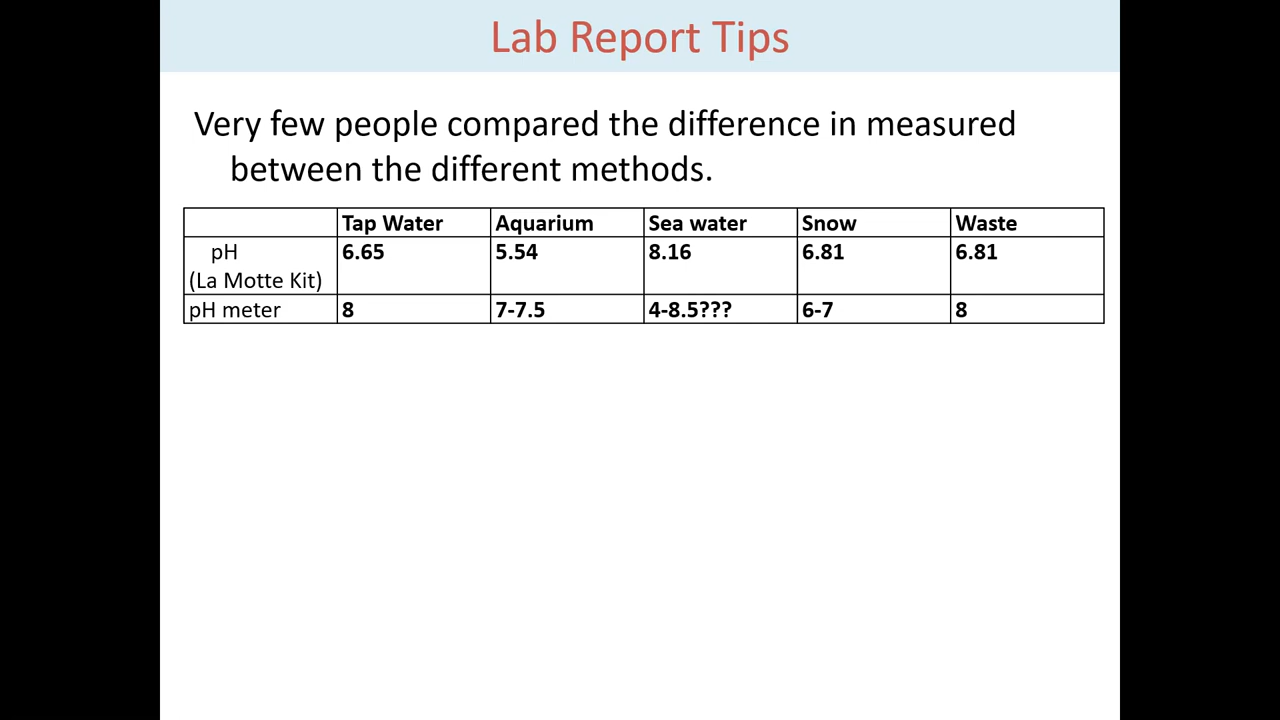 Lab Report Tips
Very few people compared the difference in measured
between the different methods.
Tap Water Aquarium Sea water Snow Waste
pH 6.65 5.54 8.16 6.81 6.81
(La Motte Kit)
pH meter 8 7-7.5 4-8.5??? 6-7 8